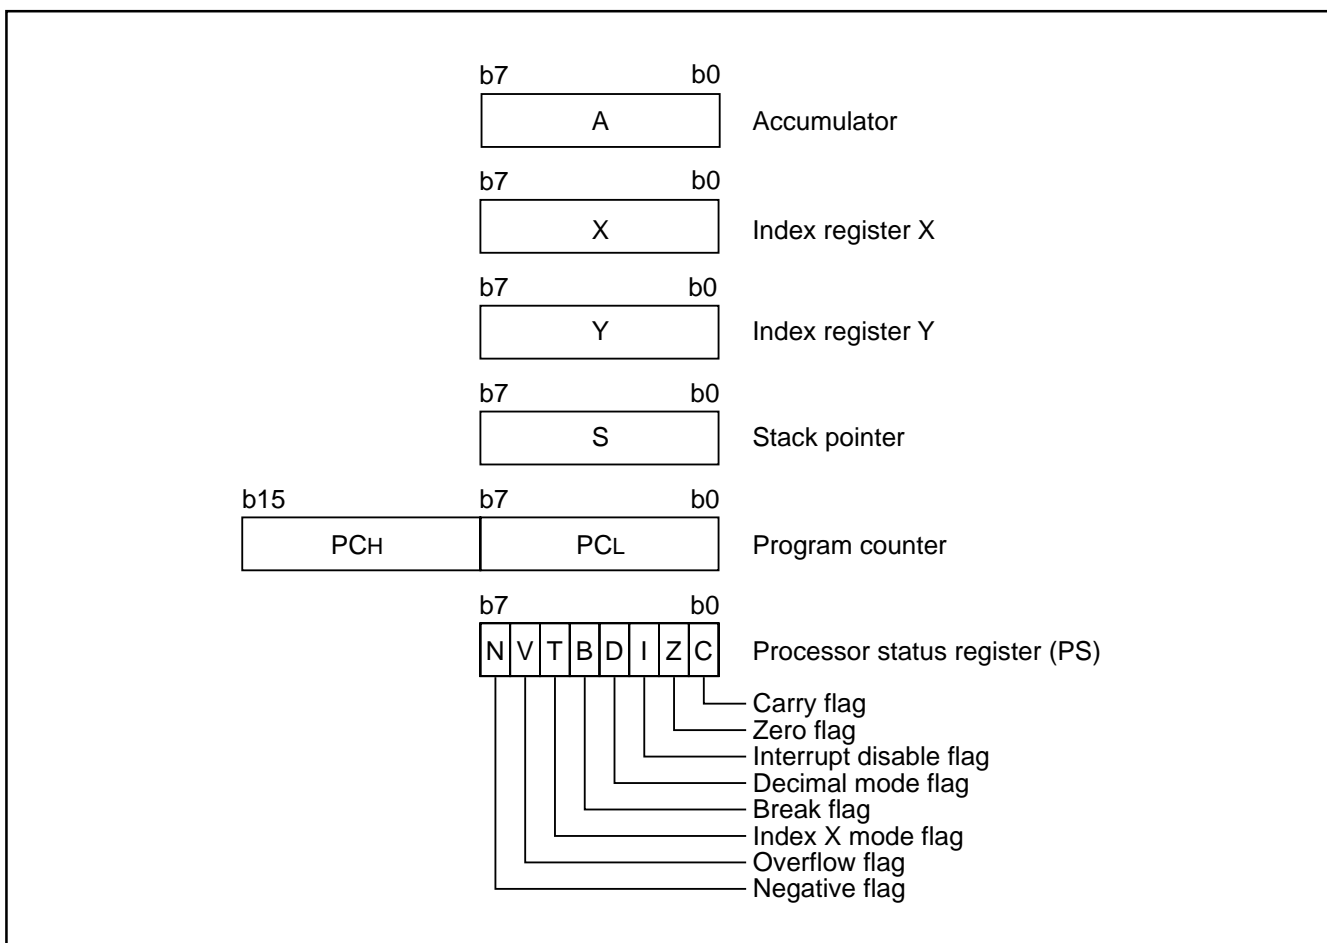 b7 b0
A Accumulator
b7 b0
X Index register X
b7 b0
Y Index register Y
b7 b0
S Stack pointer
b15 b7 b0
PCH PCL Program counter
b7 b0
N V T B D I Z C Processor status register (PS)
Carry flag
Zero flag
Interrupt disable flag
Decimal mode flag
Break flag
Index X mode flag
Overflow flag
Negative flag